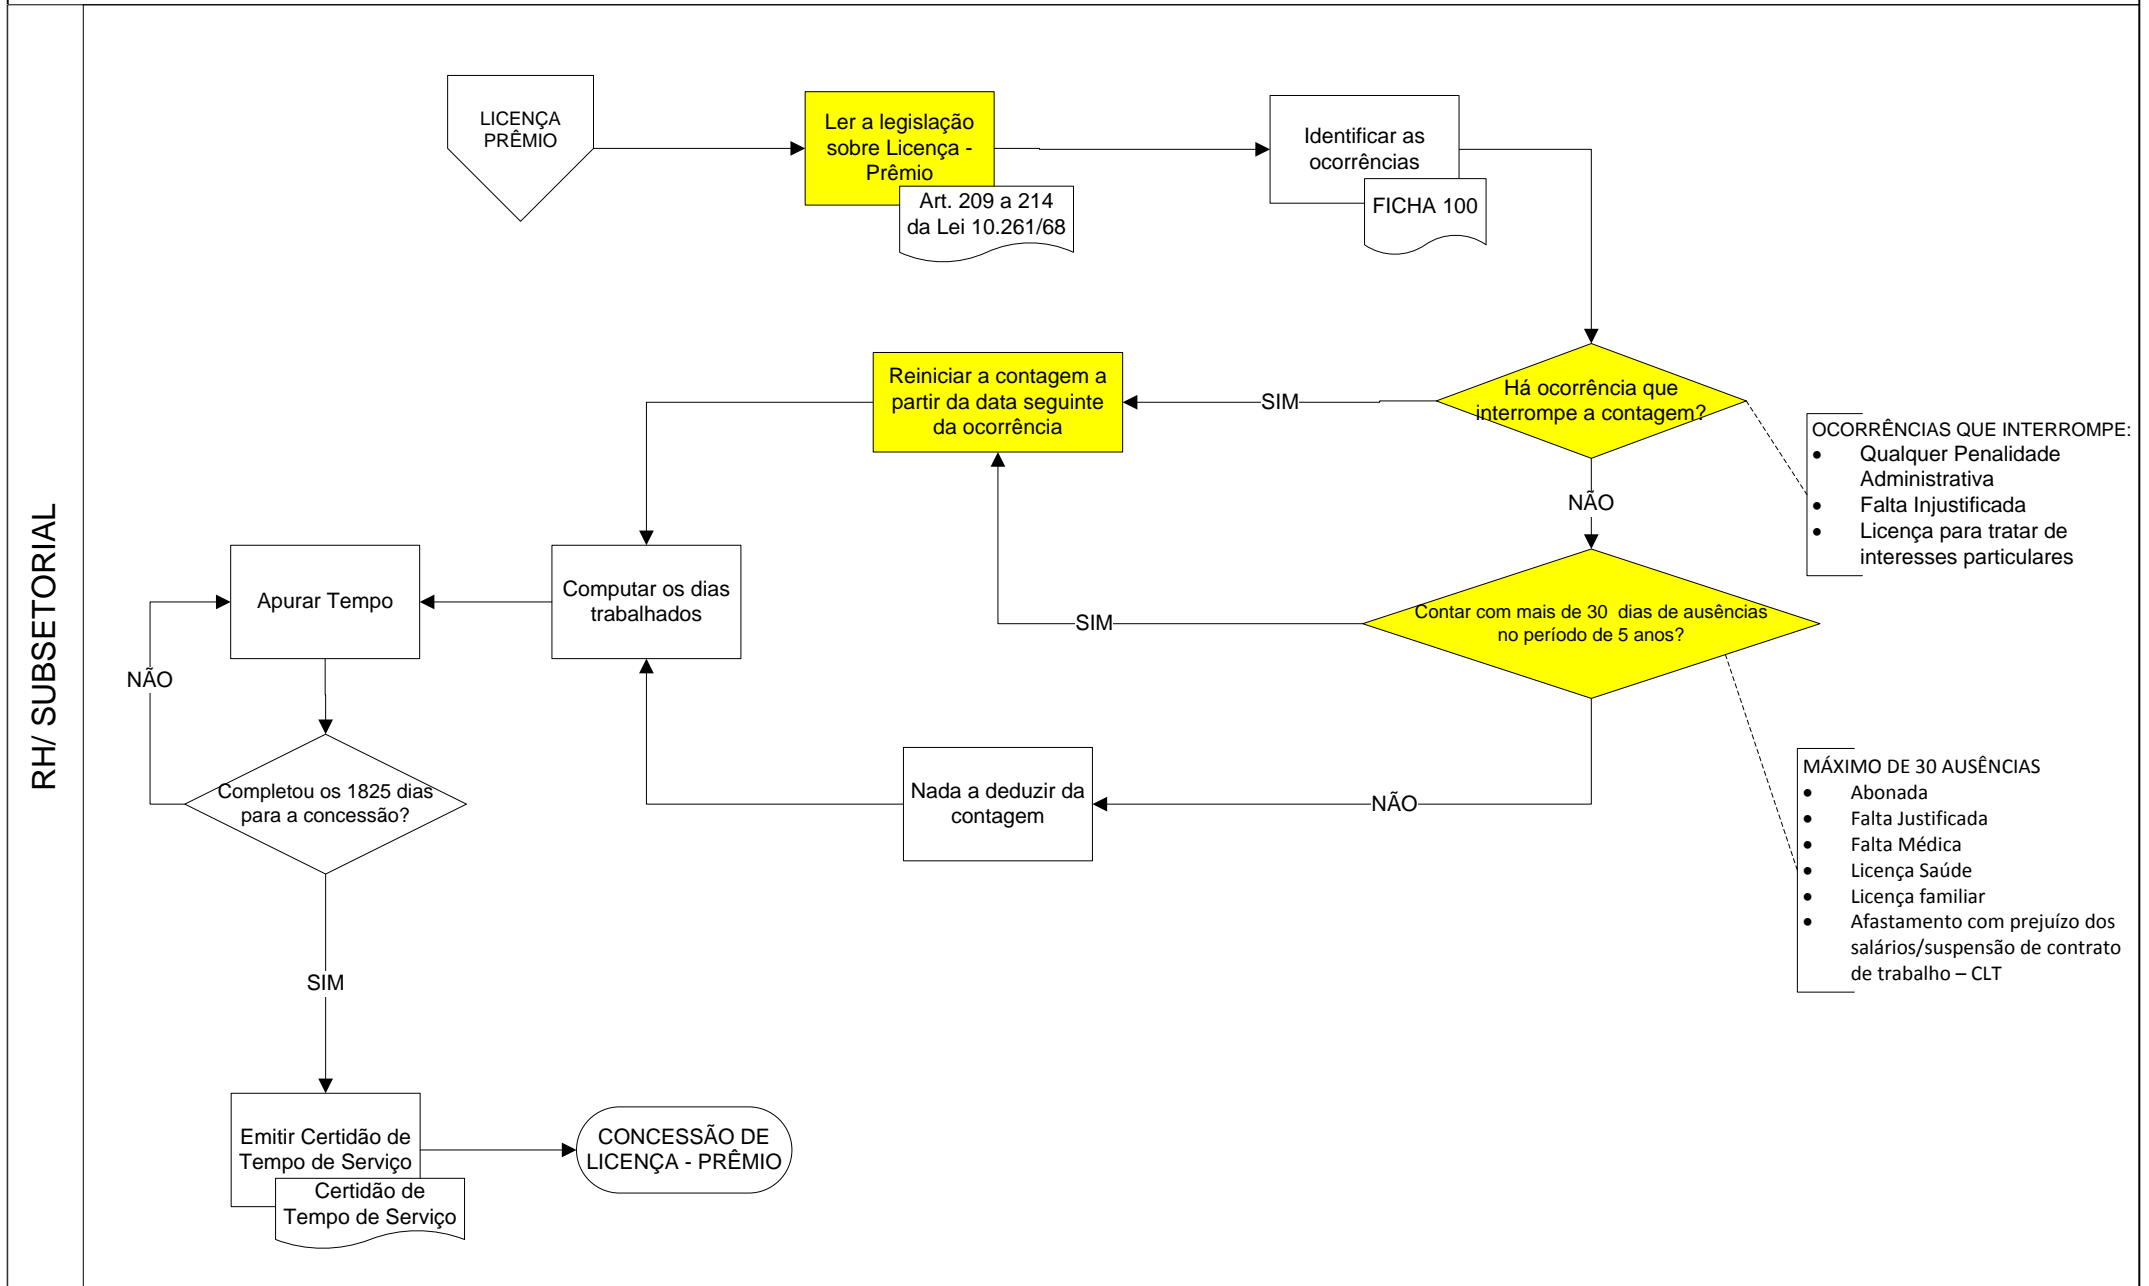 RH/ SUBSETORIAL
LICENÇA
PRÊMIO
Ler a legislação
sobre Licença -
Prêmio
Art. 209 a 214
da Lei 10.261/68
Identificar as
ocorrências
FICHA 100
Há ocorrência que
interrompe a contagem?
SIM
NÃO
Reiniciar a contagem a
partir da data seguinte
da ocorrência
OCORRÊNCIAS QUE INTERROMPE:
• Qualquer Penalidade
Administrativa
• Falta Injustificada
• Licença para tratar de
interesses particulares
Contar com mais de 30 dias de ausências
no período de 5 anos?
SIM
NÃO
MÁXIMO DE 30 AUSÊNCIAS
• Abonada
• Falta Justificada
• Falta Médica
• Licença Saúde
• Licença familiar
• Afastamento com prejuízo dos
salários/suspensão de contrato
de trabalho – CLT
Nada a deduzir da
contagem
Computar os dias
trabalhados
Apurar Tempo
NÃO
Completou os 1825 dias
para a concessão?
SIM
Emitir Certidão de
Tempo de Serviço
Certidão de
Tempo de Serviço
CONCESSÃO DE
LICENÇA - PRÊMIO